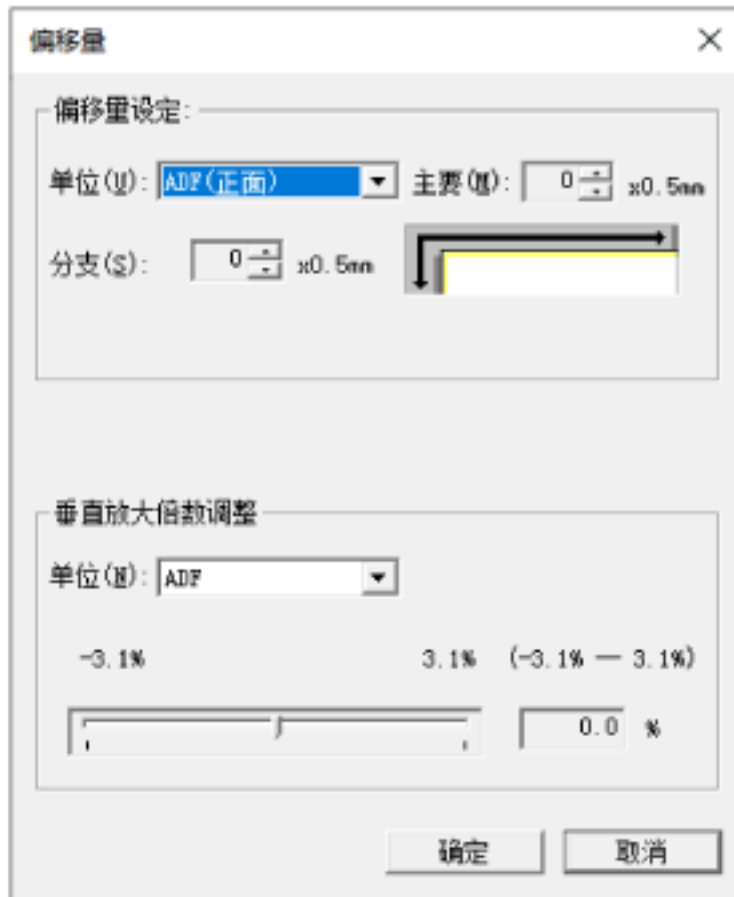 偏移量
偏移量设定:
单位(U): ADF(正面) 主要(M): 0 x0.5mm
分支(S): 0 x0.5mm
垂直放大倍数调整
单位(N): ADF
-3.1% 3.1% (-3.1% — 3.1%)
0.0 %
确定 取消